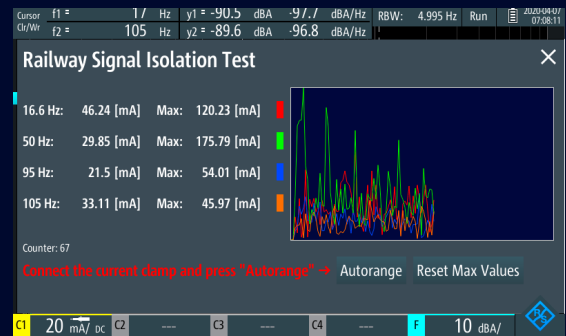 Cursor f1 = 17 Hz y1 = -90.5 dBA -97.7 dBA/Hz RBW: 4.995 Hz Run 2020-04-07
Clr/Wr f2 = 105 Hz y2 = -89.6 dBA -96.8 dBA/Hz 07:08:11
Railway Signal Isolation Test
16.6 Hz: 46.24 [mA] Max: 120.23 [mA]
50 Hz: 29.85 [mA] Max: 175.79 [mA]
95 Hz: 21.5 [mA] Max: 54.01 [mA]
105 Hz: 33.11 [mA] Max: 45.97 [mA]
Counter: 67
Connect the current clamp and press "Autorange" → Autorange Reset Max Values
C1 20 mA/ DC C2 --- C3 --- C4 --- F 10 dBA/ R&S